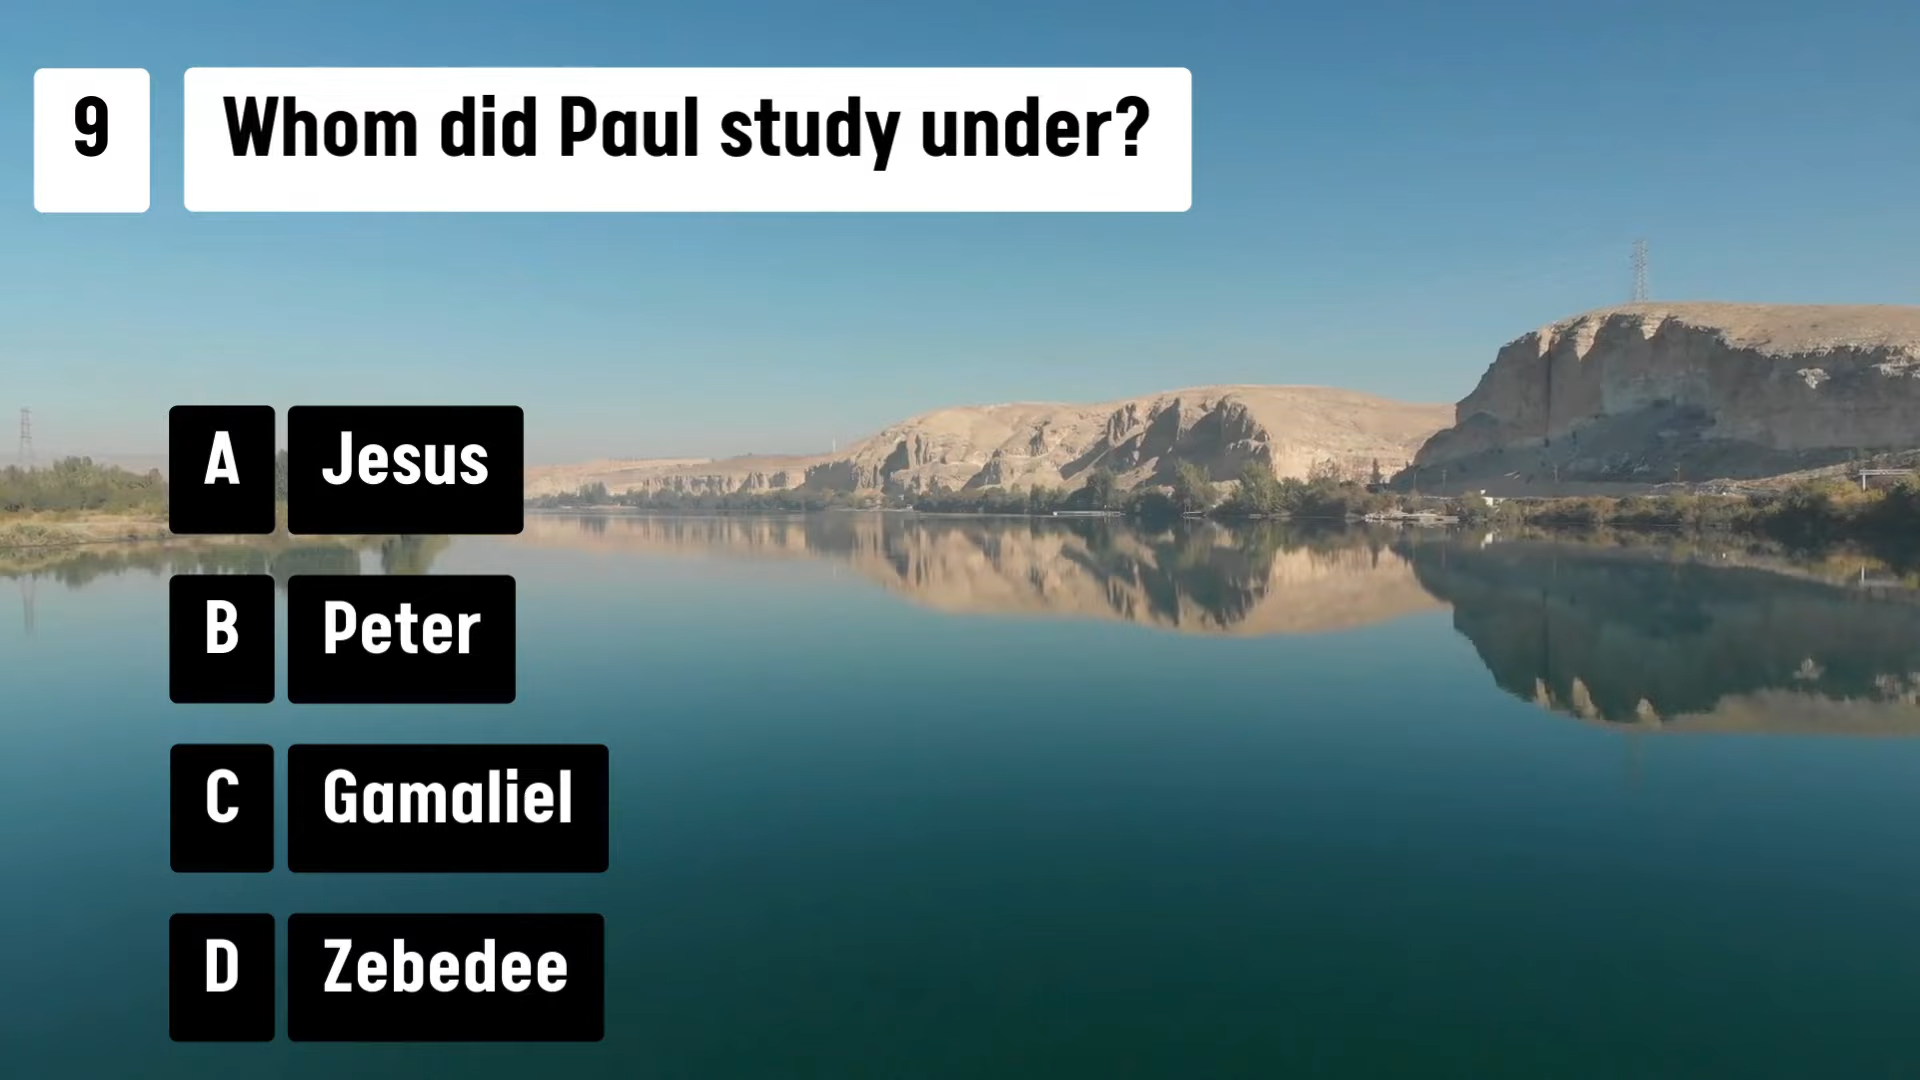 9 Whom did Paul study under?
A Jesus
B Peter
C Gamaliel
D Zebedee